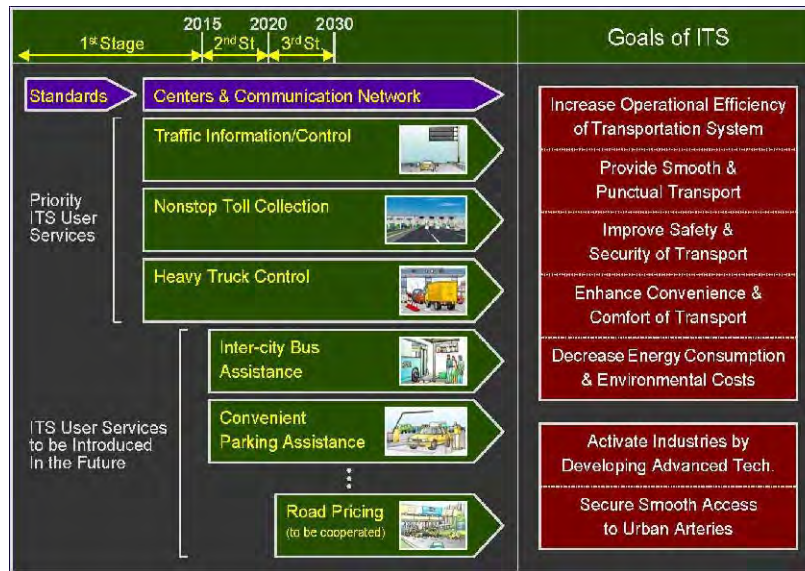 2015 2020 2030
1st Stage 2nd St. 3rd St.
Goals of ITS
Standards
Centers & Communication Network
Priority
ITS User
Services
Traffic Information/Control
Nonstop Toll Collection
Heavy Truck Control
ITS User Services
to be Introduced
In the Future
Inter-city Bus
Assistance
Convenient
Parking Assistance
Road Pricing
(to be cooperated)
Increase Operational Efficiency
of Transportation System
Provide Smooth &
Punctual Transport
Improve Safety &
Security of Transport
Enhance Convenience &
Comfort of Transport
Decrease Energy Consumption
& Environmental Costs
Activate Industries by
Developing Advanced Tech.
Secure Smooth Access
to Urban Arteries